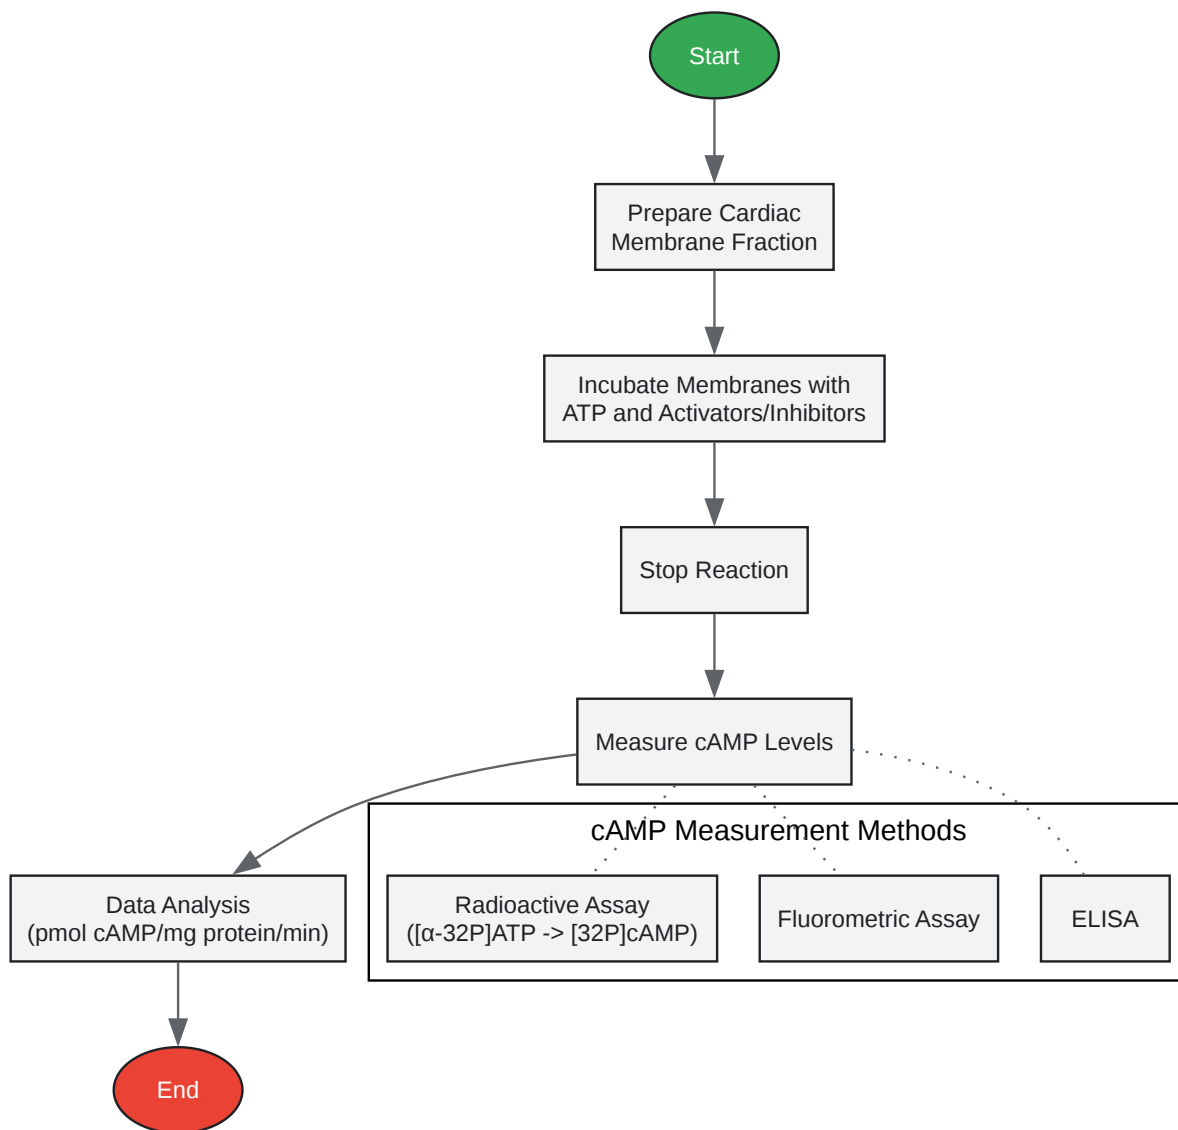 Start
Prepare Cardiac
Membrane Fraction
Incubate Membranes with
ATP and Activators/Inhibitors
Stop Reaction
Measure cAMP Levels
cAMP Measurement Methods
Data Analysis
(pmol cAMP/mg protein/min)
Radioactive Assay
([α-32P]ATP -> [32P]cAMP)
Fluorometric Assay
ELISA
End